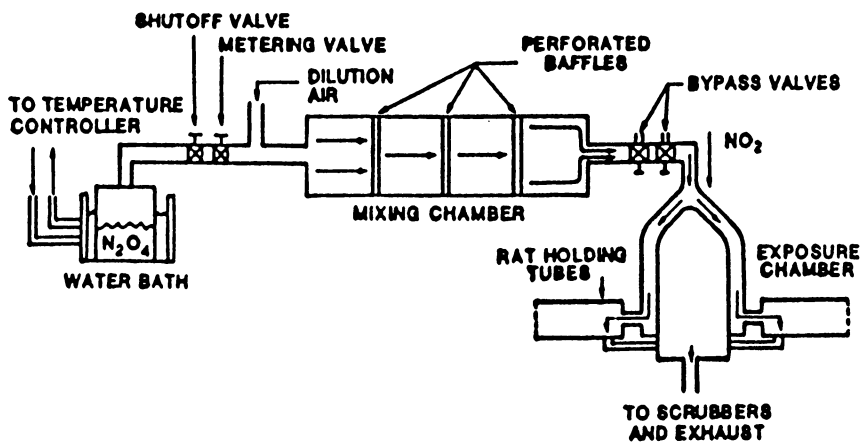 SHUTOFF VALVE
METERING VALVE
DILUTION
AIR
PERFORATED
BAFFLES
BYPASS VALVES
TO TEMPERATURE
CONTROLLER
NO₂
MIXING CHAMBER
N₂O₄
WATER BATH
RAT HOLDING
TUBES
EXPOSURE
CHAMBER
TO SCRUBBERS
AND EXHAUST